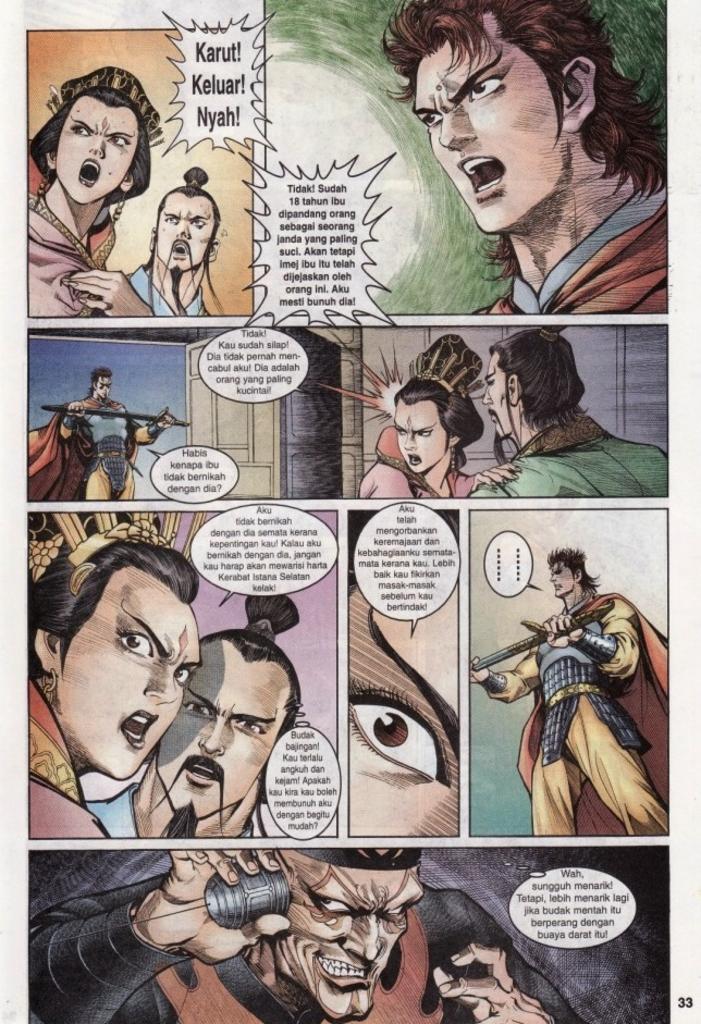 Karut!
Keluar!
Nyah!
Tidak! Sudah
18 tahun ibu
dipandang orang
sebagai seorang
janda yang paling
suci. Akan tetapi
imej ibu itu telah
dijejaskan oleh
orang ini. Aku
mesti bunuh dia!
Tidak!
Kau sudah silap!
Dia tidak pernah men-
cabul aku! Dia adalah
orang yang paling
kucintai!
Habis
kenapa ibu
tidak bernikah
dengan dia?
Aku
tidak bernikah
dengan dia semata kerana
kepentingan kau! Kalau aku
bernikah dengan dia, jangan
kau harap akan mewarisi harta
Kerabat Istana Selatan
kelak!
Budak
bajingan!
Kau terlalu
angkuh dan
kejam! Apakah
kau kira kau boleh
membunuh aku
dengan begitu
mudah?
Aku
telah
mengorbankan
keremajaan dan
kebahagiaanku semata-
mata kerana kau. Lebih
baik kau fikirkan
masak-masak
sebelum kau
bertindak!
Wah,
sungguh menarik!
Tetapi, lebih menarik lagi
jika budak mentah itu
berperang dengan
buaya darat itu!
33